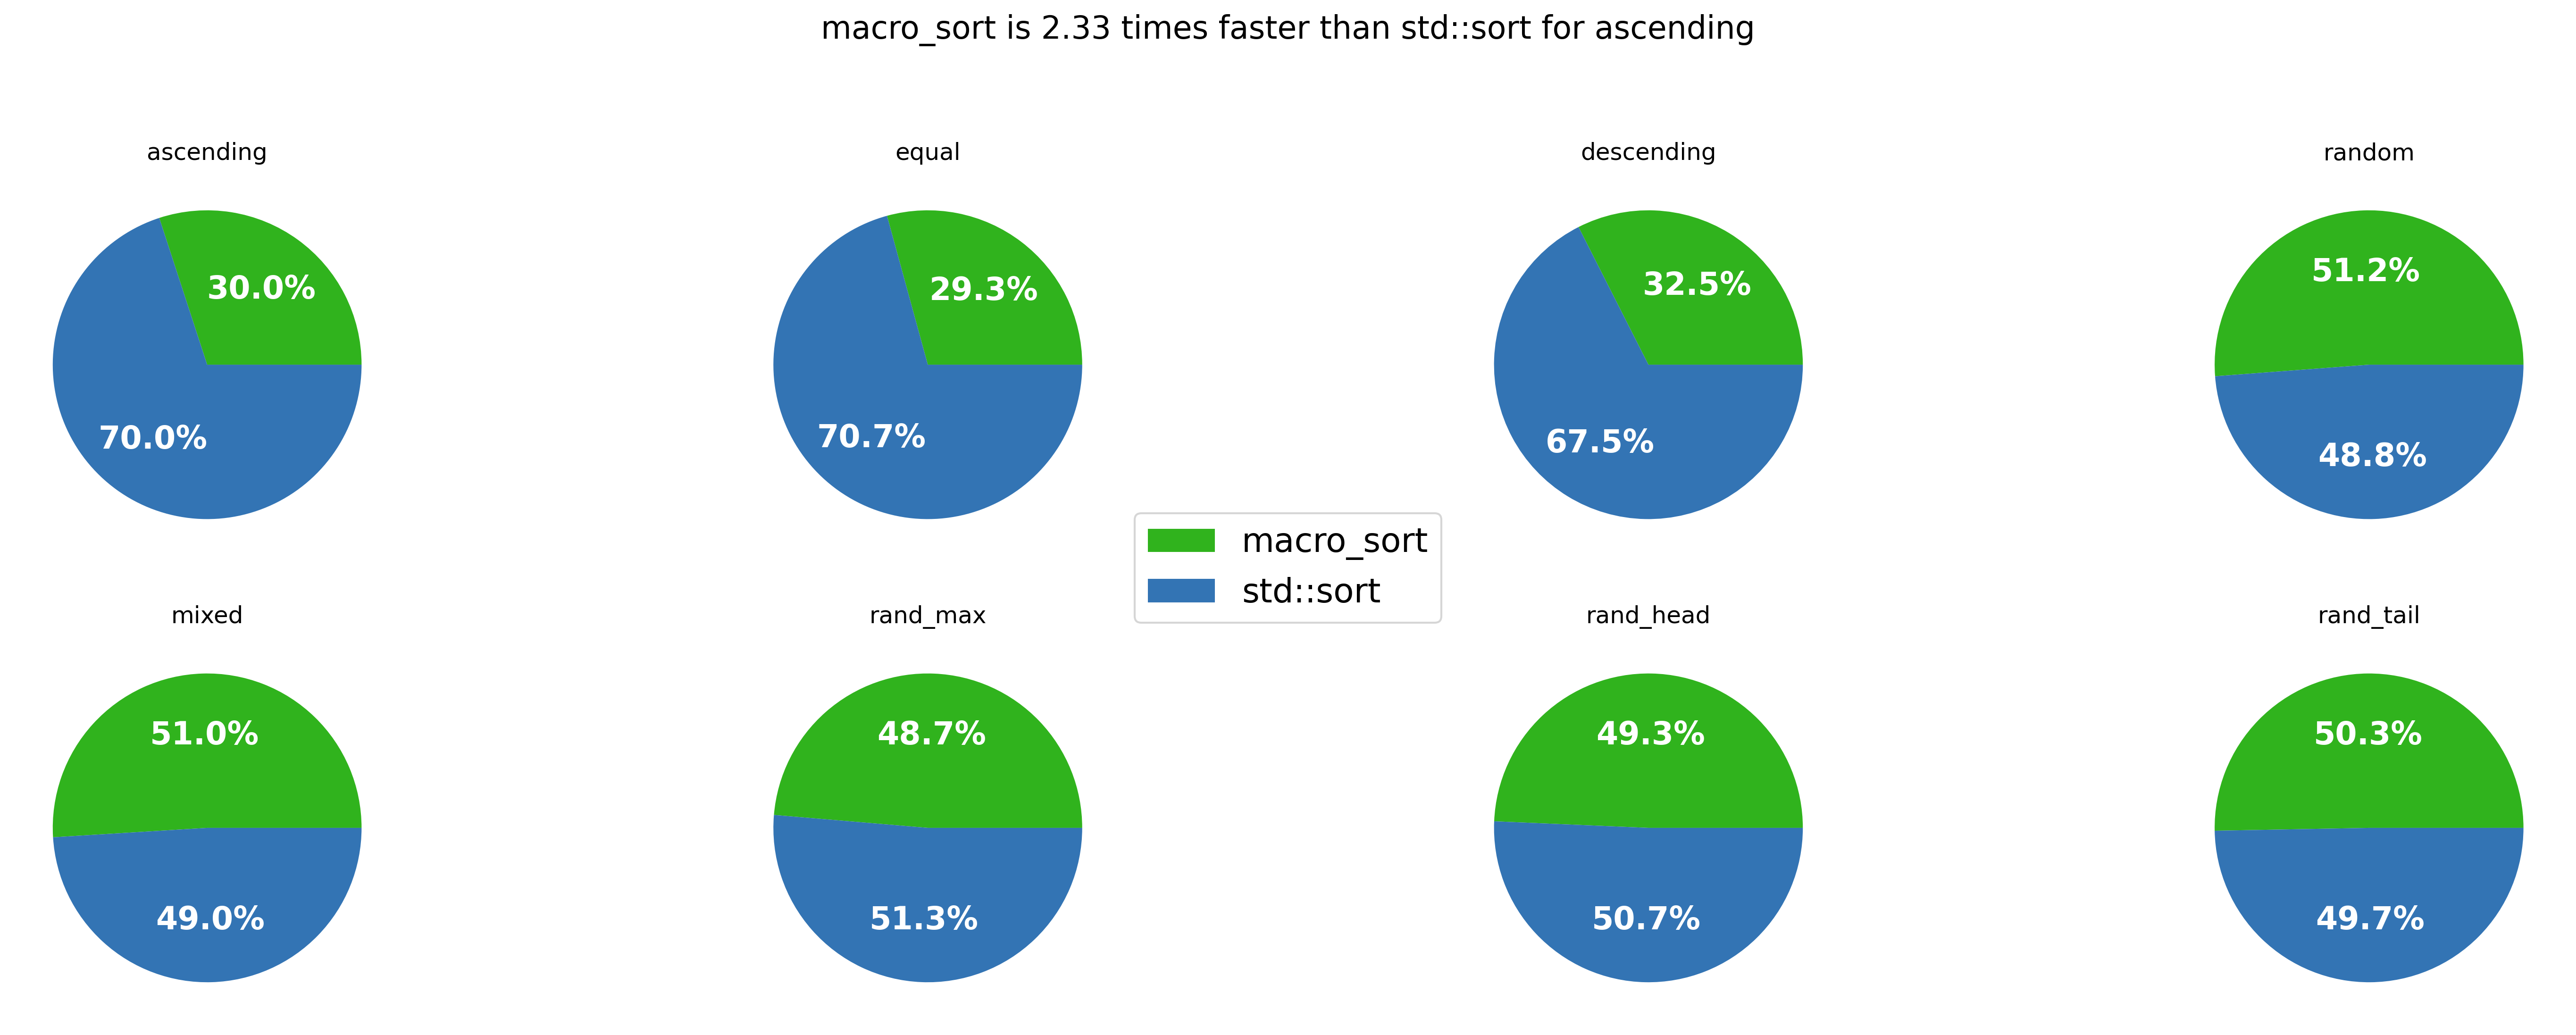 macro_sort is 2.33 times faster than std::sort for ascending
ascending
30.0%
70.0%
equal
29.3%
70.7%
descending
32.5%
67.5%
random
51.2%
48.8%
macro_sort
std::sort
mixed
51.0%
49.0%
rand_max
48.7%
51.3%
rand_head
49.3%
50.7%
rand_tail
50.3%
49.7%